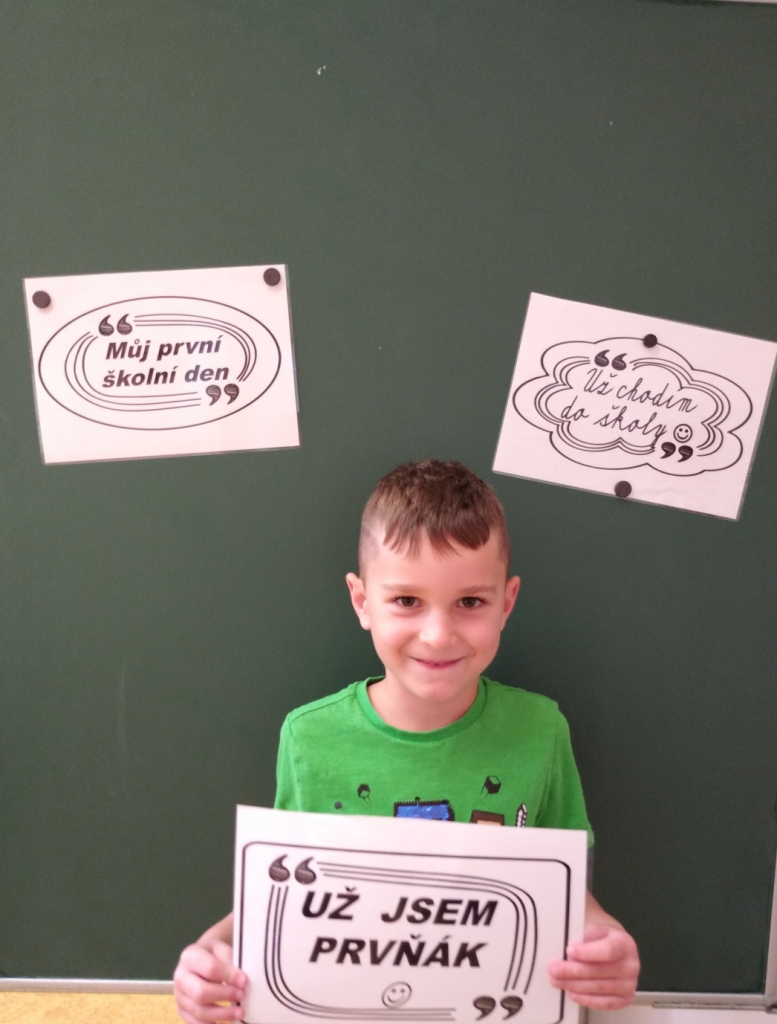 Můj první
školní den
Už chodím
do školy
UŽ JSEM
PRVŇÁK